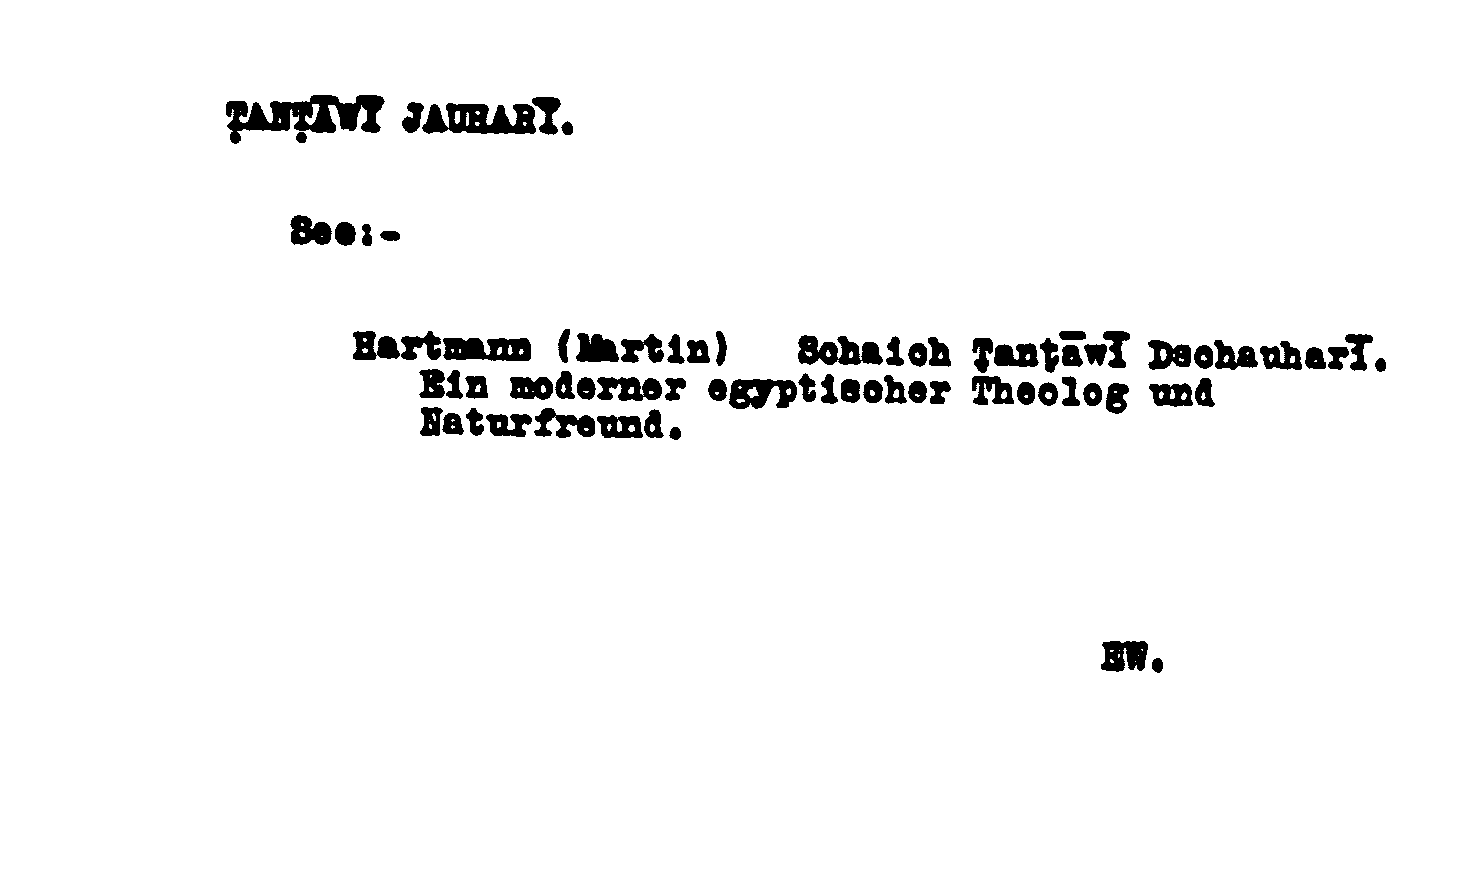 ṬANṬĀWĪ JAUHARĪ.
See:-
Hartmann (Martin) Schaich Ṭanṭāwī Dschauharī.
Ein moderner egyptischer Theolog und
Naturfreund.
EW.